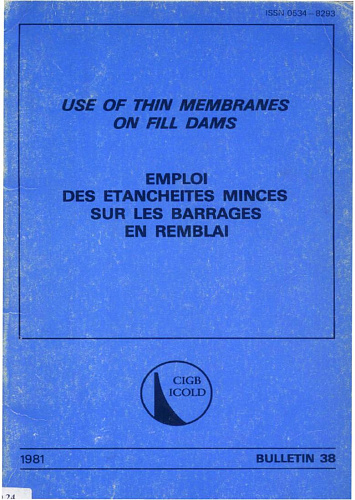 ISSN 0534-8293
USE OF THIN MEMBRANES
ON FILL DAMS
EMPLOI
DES ETANCHEITES MINCES
SUR LES BARRAGES
EN REMBLAI
CIGB
ICOLD
1981
BULLETIN 38